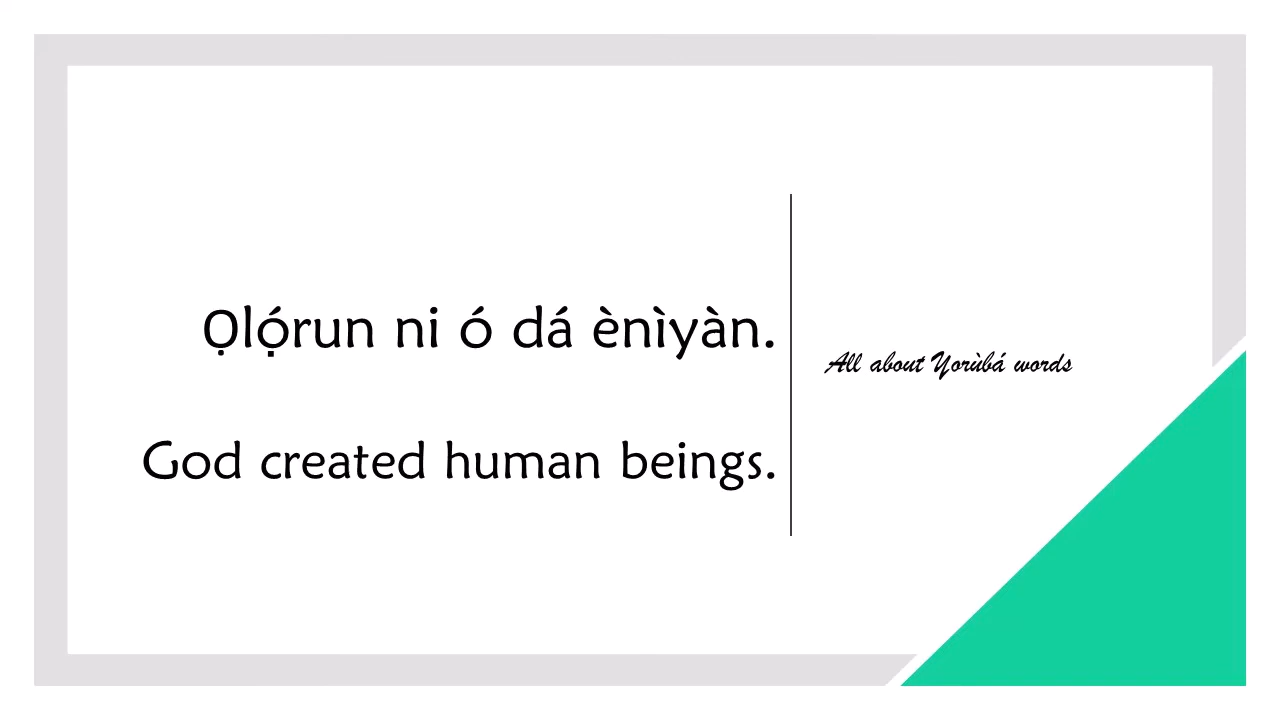 Ọlọ́run ni ó dá ènìyàn.
God created human beings.
All about Yorùbá words